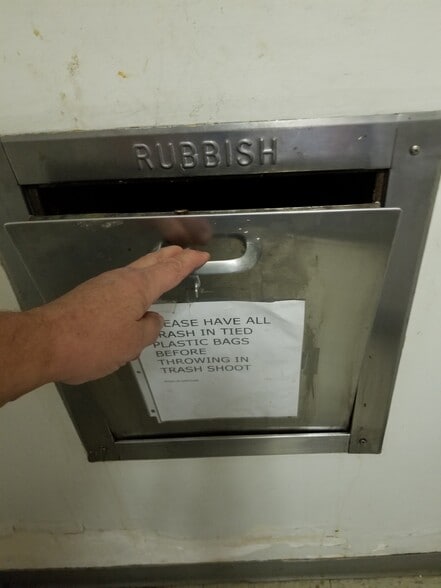 RUBBISH
EASE HAVE ALL
RASH IN TIED
PLASTIC BAGS
BEFORE
THROWING IN
TRASH SHOOT